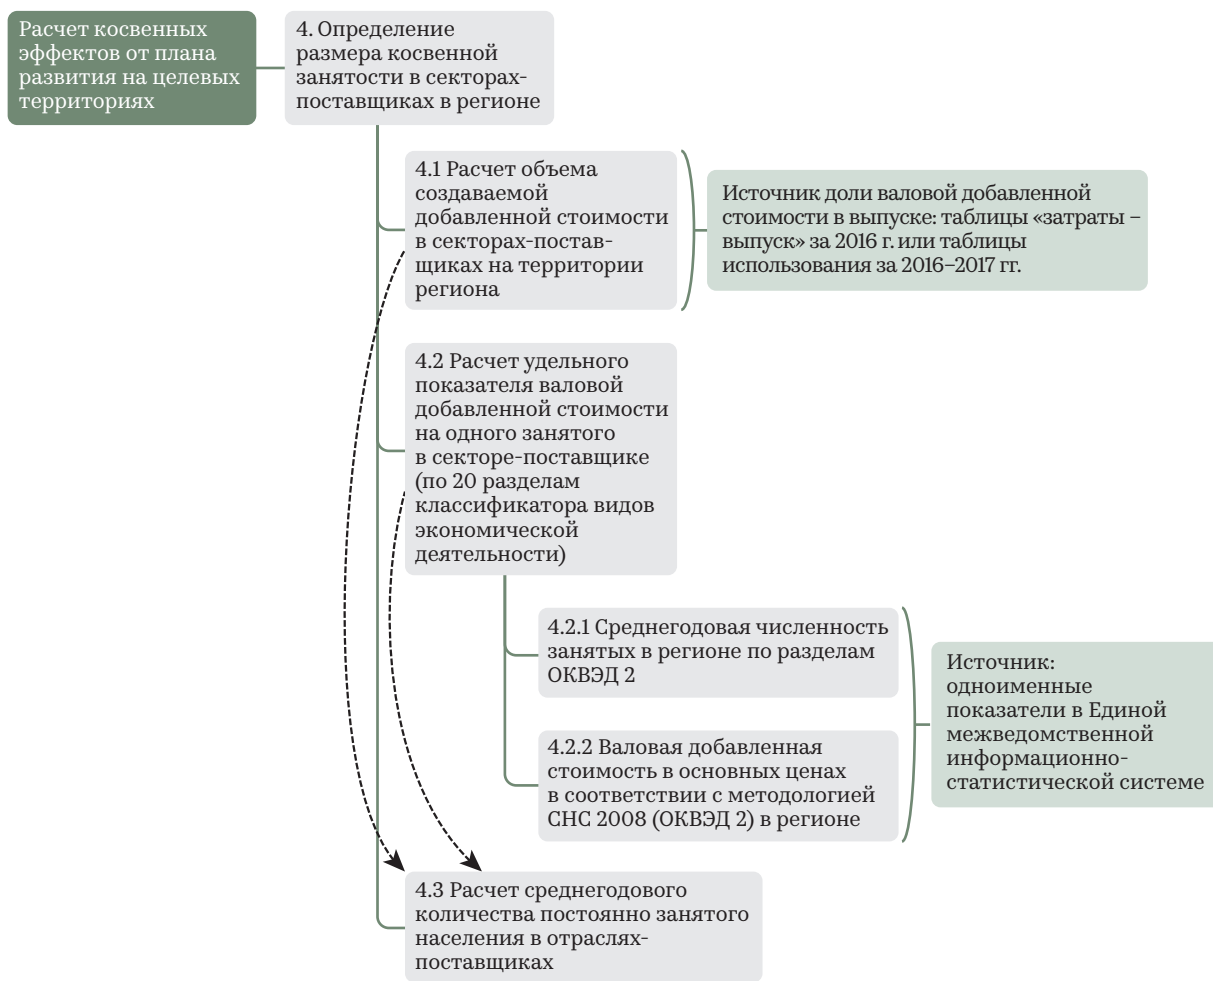 Расчет косвенных
эффектов от плана
развития на целевых
территориях
4. Определение
размера косвенной
занятости в секторах-
поставщиках в регионе
4.1 Расчет объема
создаваемой
добавленной стоимости
в секторах-постав-
щиках на территории
региона
Источник доли валовой добавленной
стоимости в выпуске: таблицы «затраты –
выпуск» за 2016 г. или таблицы
использования за 2016–2017 гг.
4.2 Расчет удельного
показателя валовой
добавленной стоимости
на одного занятого
в секторе-поставщике
(по 20 разделам
классификатора видов
экономической
деятельности)
4.2.1 Среднегодовая численность
занятых в регионе по разделам
ОКВЭД 2
4.2.2 Валовая добавленная
стоимость в основных ценах
в соответствии с методологией
СНС 2008 (ОКВЭД 2) в регионе
Источник:
одноименные
показатели в Единой
межведомственной
информационно-
статистической системе
4.3 Расчет среднегодового
количества постоянно занятого
населения в отраслях-
поставщиках